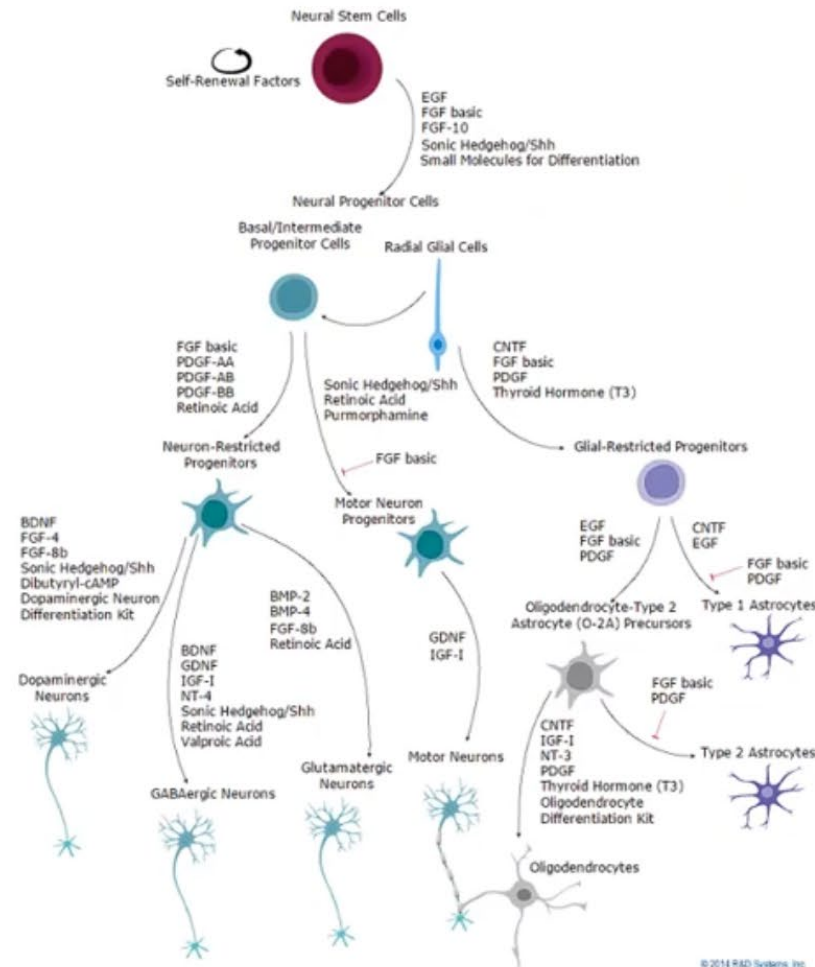 Neural Stem Cells
Self-Renewal Factors
EGF
FGF basic
FGF-10
Sonic Hedgehog/Shh
Small Molecules for Differentiation
Neural Progenitor Cells
Basal/Intermediate
Progenitor Cells
Radial Glial Cells
FGF basic
PDGF-AA
PDGF-AB
PDGF-BB
Retinoic Acid
Sonic Hedgehog/Shh
Retinoic Acid
Purmorphamine
CNTF
FGF basic
PDGF
Thyroid Hormone (T3)
Neuron-Restricted
Progenitors
FGF basic
Motor Neuron
Progenitors
Glial-Restricted Progenitors
BDNF
FGF-4
FGF-8b
Sonic Hedgehog/Shh
Dibutyryl-cAMP
Dopaminergic Neuron
Differentiation Kit
EGF
FGF basic
PDGF
CNTF
EGF
FGF basic
PDGF
Oligodendrocyte-Type 2
Astrocyte (O-2A) Precursors
Type 1 Astrocytes
BMP-2
BMP-4
FGF-8b
Retinoic Acid
GDNF
IGF-I
BDNF
GDNF
IGF-I
NT-4
Sonic Hedgehog/Shh
Retinoic Acid
Valproic Acid
Dopaminergic
Neurons
FGF basic
PDGF
CNTF
IGF-I
NT-3
PDGF
Thyroid Hormone (T3)
Oligodendrocyte
Differentiation Kit
Type 2 Astrocytes
GABAergic Neurons
Glutamatergic
Neurons
Motor Neurons
Oligodendrocytes
© 2014 R&D Systems, Inc.